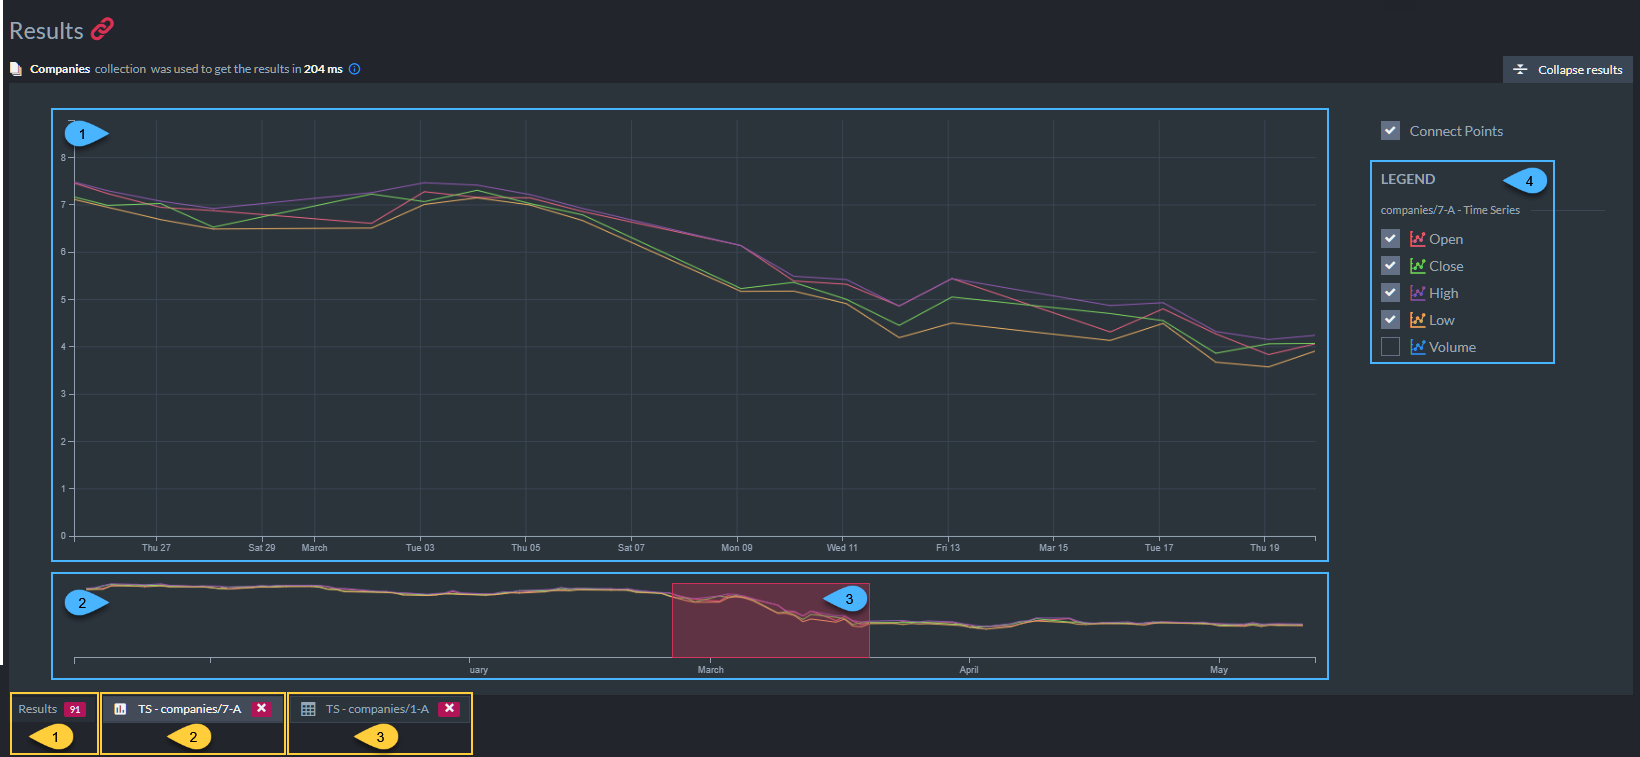 Results
Companies collection was used to get the results in 204 ms
Collapse results
1
8
7
6
5
4
3
2
1
0
Thu 27 Sat 29 March Tue 03 Thu 05 Sat 07 Mon 09 Wed 11 Fri 13 Mar 15 Tue 17 Thu 19
Connect Points
LEGEND 4
companies/7-A - Time Series
Open
Close
High
Low
Volume
2
3
uary March April May
Results 91
TS - companies/7-A
TS - companies/1-A
1
2
3